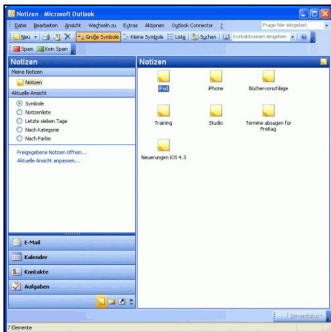 Notizen - Microsoft Outlook
Datei Bearbeiten Ansicht Wechseln zu Extras Aktionen Outlook Connector ?
Frage hier eingeben
Neu Große Symbole Kleine Symbole Liste Suchen Kontaktnamen eingeben
Spam Kein Spam
Notizen
Meine Notizen
Notizen
Aktuelle Ansicht
Symbole
Notizenliste
Letzte sieben Tage
Nach Kategorie
Nach Farbe
Freigegebene Notizen öffnen...
Aktuelle Ansicht anpassen...
E-Mail
Kalender
Kontakte
Aufgaben
Notizen
iPad
iPhone
Büchervorschläge
Training
Studio
Termine absagen für
Freitag
Neuerungen iOS 4.3
7 Elemente